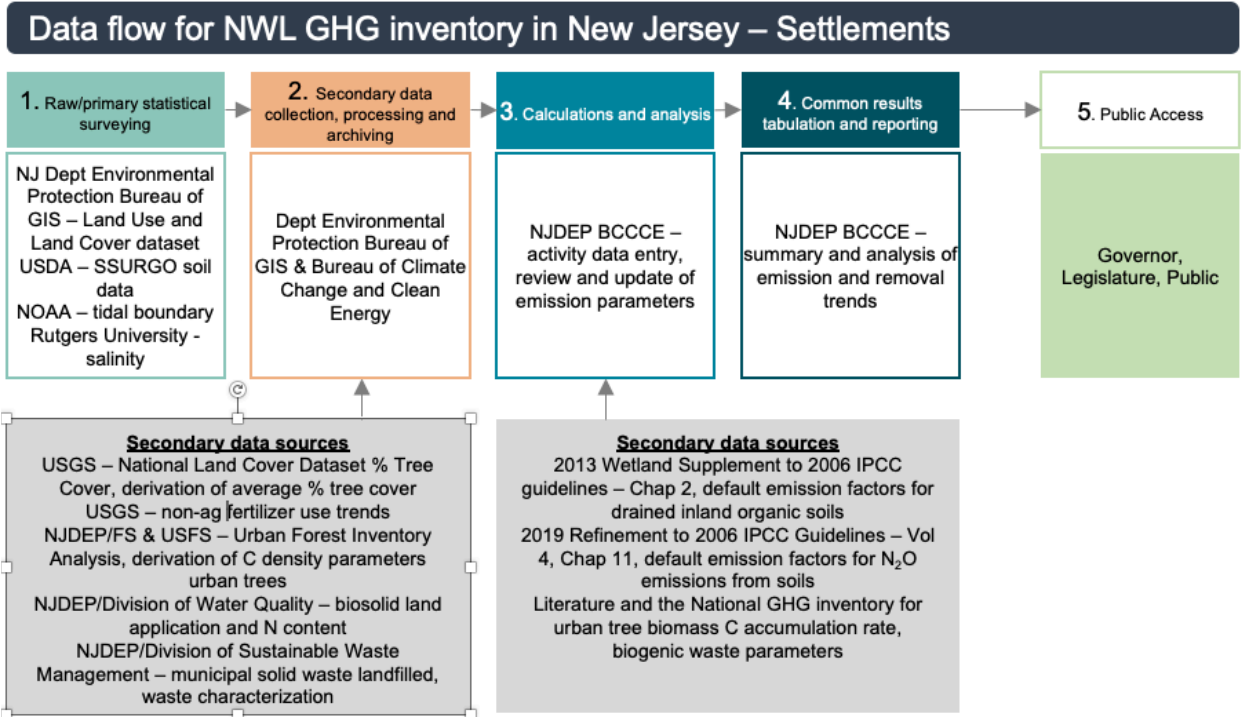 Data flow for NWL GHG inventory in New Jersey – Settlements
1. Raw/primary statistical
surveying
2. Secondary data
collection, processing and
archiving
3. Calculations and analysis
4. Common results
tabulation and reporting
5. Public Access
NJ Dept Environmental
Protection Bureau of
GIS – Land Use and
Land Cover dataset
USDA – SSURGO soil
data
NOAA – tidal boundary
Rutgers University -
salinity
Dept Environmental
Protection Bureau of
GIS & Bureau of Climate
Change and Clean
Energy
NJDEP BCCCE –
activity data entry,
review and update of
emission parameters
NJDEP BCCCE –
summary and analysis of
emission and removal
trends
Governor,
Legislature, Public
Secondary data sources
USGS – National Land Cover Dataset % Tree
Cover, derivation of average % tree cover
USGS – non-ag fertilizer use trends
NJDEP/FS & USFS – Urban Forest Inventory
Analysis, derivation of C density parameters
urban trees
NJDEP/Division of Water Quality – biosolid land
application and N content
NJDEP/Division of Sustainable Waste
Management – municipal solid waste landfilled,
waste characterization
Secondary data sources
2013 Wetland Supplement to 2006 IPCC
guidelines – Chap 2, default emission factors for
drained inland organic soils
2019 Refinement to 2006 IPCC Guidelines – Vol
4, Chap 11, default emission factors for N₂O
emissions from soils
Literature and the National GHG inventory for
urban tree biomass C accumulation rate,
biogenic waste parameters